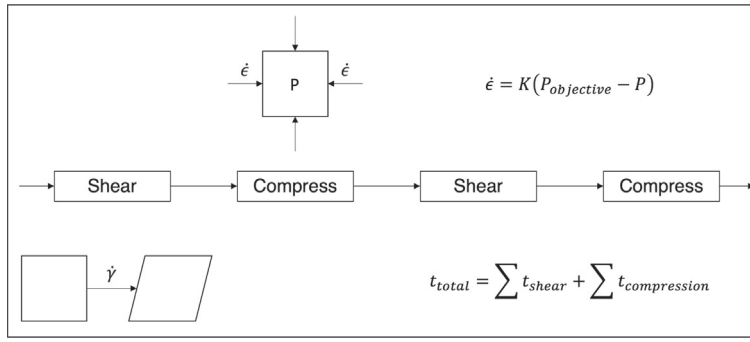 ϵ̇ ϵ̇
P
ϵ̇ = K(P_objective − P)
Shear Compress Shear Compress
γ̇
t_total = ∑ t_shear + ∑ t_compression